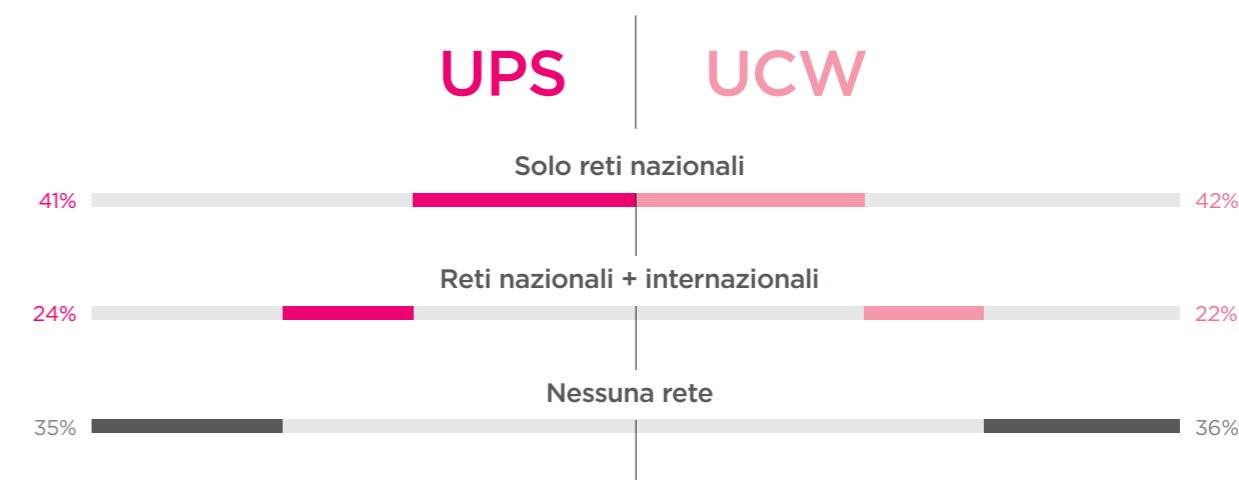 UPS UCW
Solo reti nazionali
41% 42%
Reti nazionali + internazionali
24% 22%
Nessuna rete
35% 36%